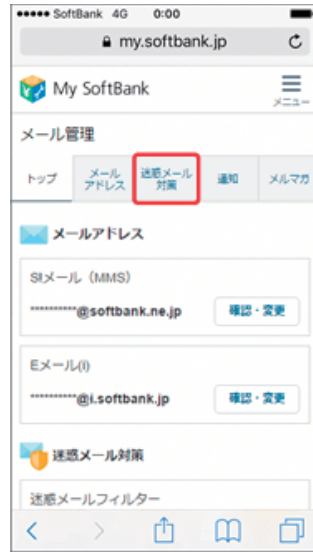 SoftBank 4G 0:00
my.softbank.jp
My SoftBank
メニュー
メール管理
トップ
メール
アドレス
迷惑メール
対策
通知
メルマガ
メールアドレス
S!メール（MMS）
**********@softbank.ne.jp
確認・変更
Eメール(i)
**********@i.softbank.jp
確認・変更
迷惑メール対策
迷惑メールフィルター